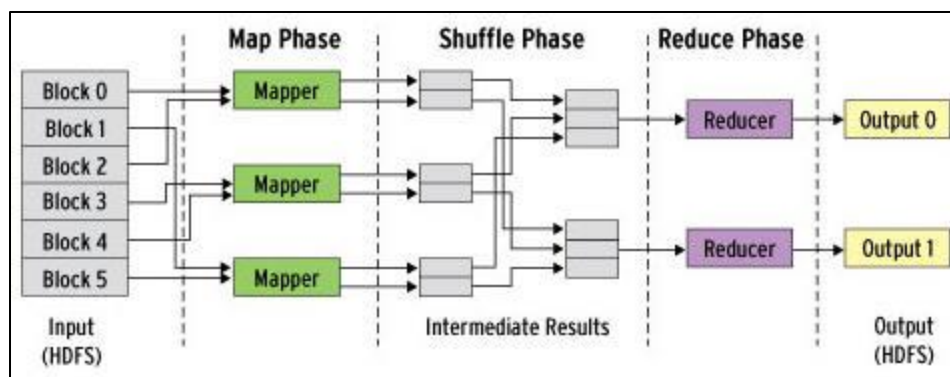 Map Phase
Shuffle Phase
Reduce Phase
Block 0
Block 1
Block 2
Block 3
Block 4
Block 5
Mapper
Mapper
Mapper
Reducer
Reducer
Output 0
Output 1
Input
(HDFS)
Intermediate Results
Output
(HDFS)